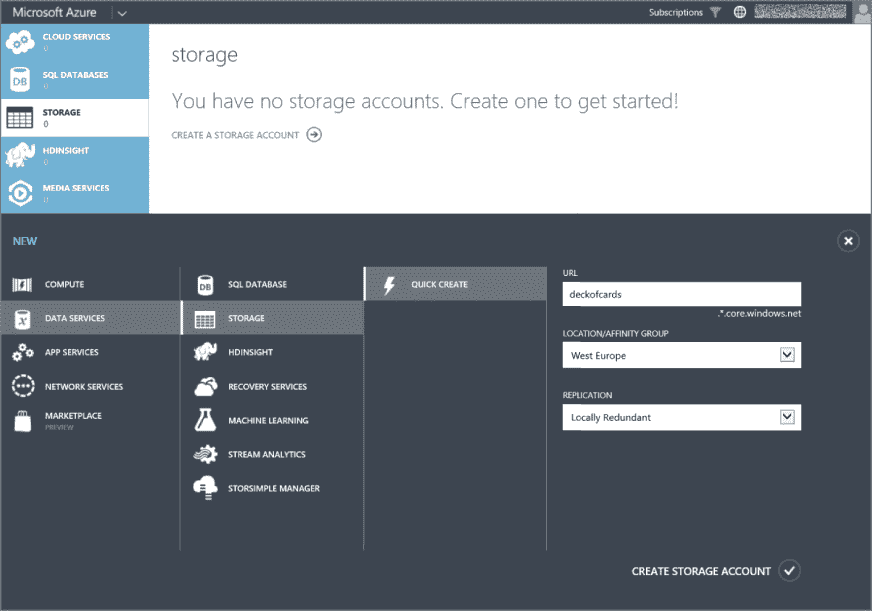 Microsoft Azure
Subscriptions
CLOUD SERVICES
0
SQL DATABASES
0
STORAGE
0
HDINSIGHT
0
MEDIA SERVICES
0
storage
You have no storage accounts. Create one to get started!
CREATE A STORAGE ACCOUNT
NEW
COMPUTE
DATA SERVICES
APP SERVICES
NETWORK SERVICES
MARKETPLACE
PREVIEW
DB
SQL DATABASE
STORAGE
HDINSIGHT
RECOVERY SERVICES
MACHINE LEARNING
STREAM ANALYTICS
STORSIMPLE MANAGER
QUICK CREATE
URL
deckofcards
.*.core.windows.net
LOCATION/AFFINITY GROUP
West Europe
REPLICATION
Locally Redundant
CREATE STORAGE ACCOUNT